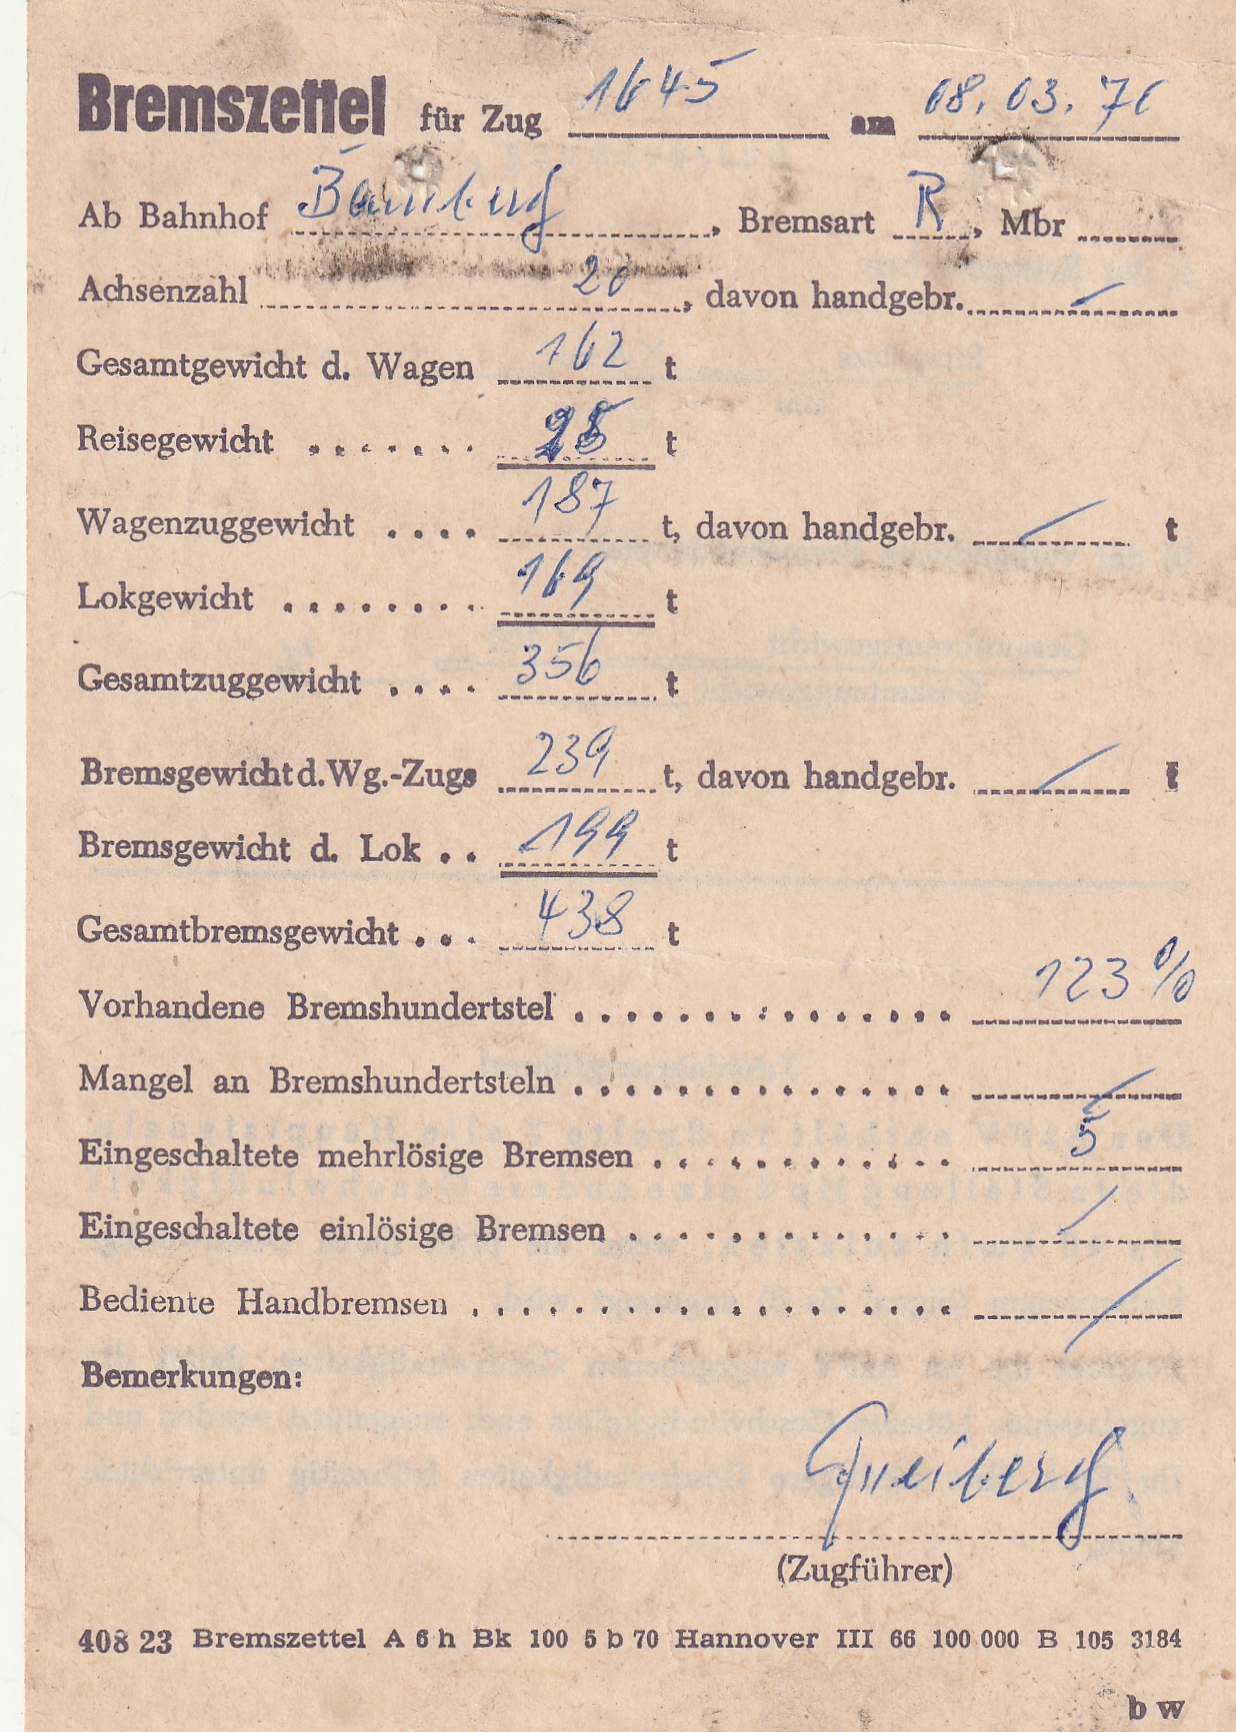 Bremszettel für Zug 1645 am 08.03.71
Ab Bahnhof Bamberg, Bremsart R, Mbr
Achsenzahl 20, davon handgebr. /
Gesamtgewicht d. Wagen 162 t
Reisegewicht ....... 25 t
Wagenzuggewicht .... 187 t, davon handgebr. / t
Lokgewicht ........ 169 t
Gesamtzuggewicht .... 356 t
Bremsgewicht d. Wg.-Zugs 239 t, davon handgebr. / t
Bremsgewicht d. Lok .. 199 t
Gesamtbremsgewicht ... 438 t
Vorhandene Bremshundertstel ............... 123 %
Mangel an Bremshundertsteln ............... /
Eingeschaltete mehrlösige Bremsen ............ 5
Eingeschaltete einlösige Bremsen ............. /
Bediente Handbremsen ................... /
Bemerkungen:
(Zugführer)
408 23 Bremszettel A 6 h Bk 100 5 b 70 Hannover III 66 100 000 B 105 3184
b w